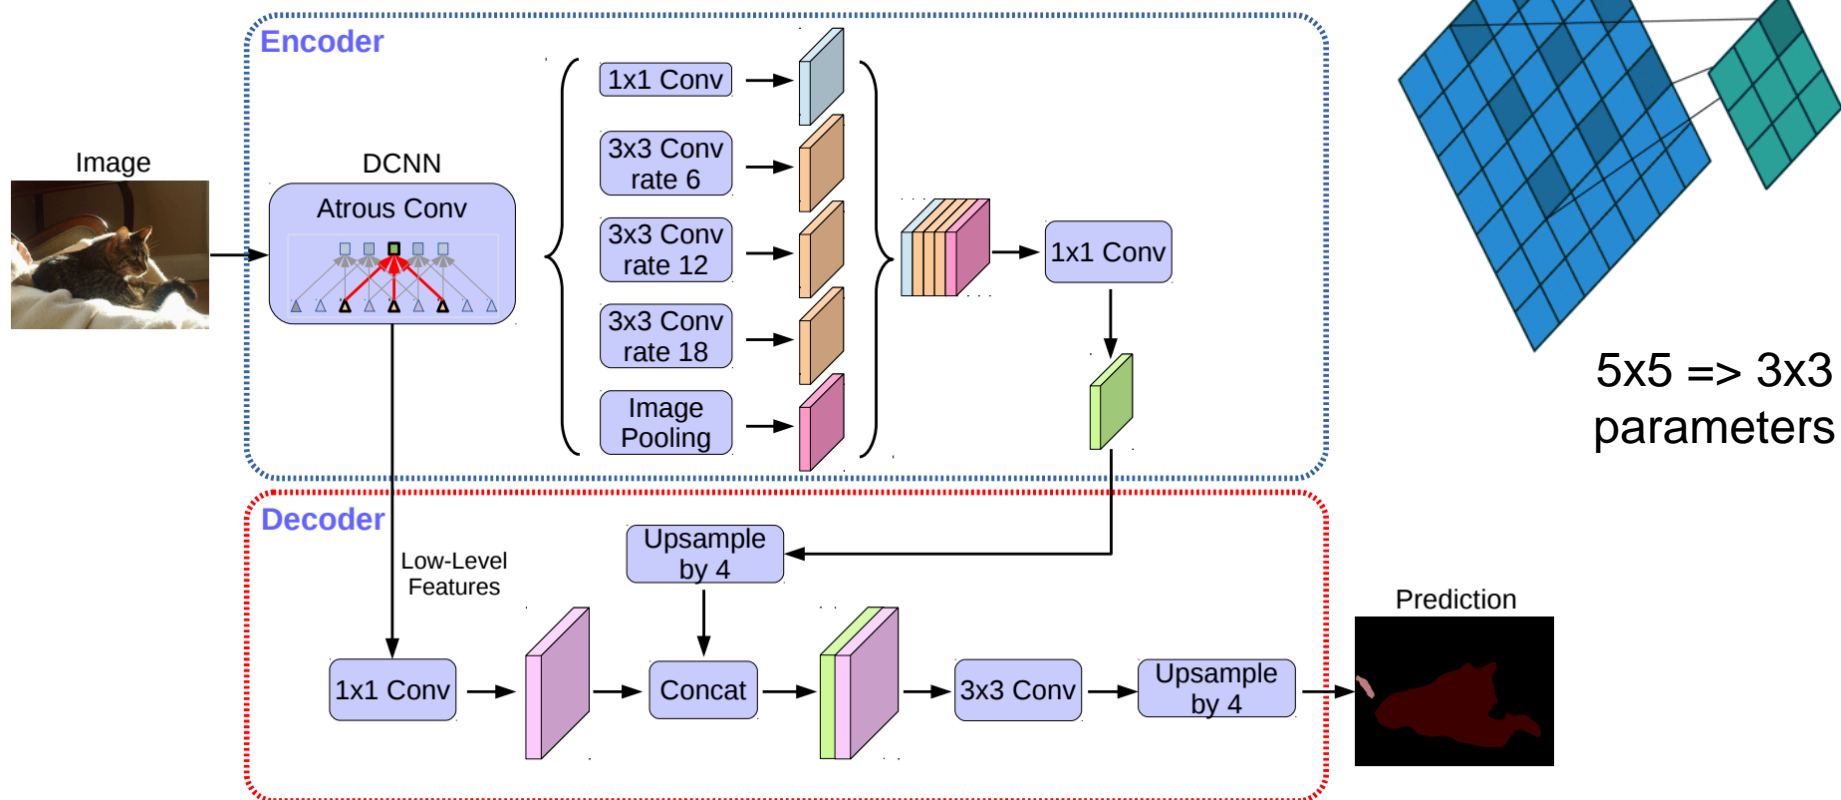 Encoder
Image
DCNN
Atrous Conv
1x1 Conv
3x3 Conv
rate 6
3x3 Conv
rate 12
3x3 Conv
rate 18
Image
Pooling
1x1 Conv
5x5 => 3x3
parameters
Decoder
Low-Level
Features
Upsample
by 4
1x1 Conv
Concat
3x3 Conv
Upsample
by 4
Prediction